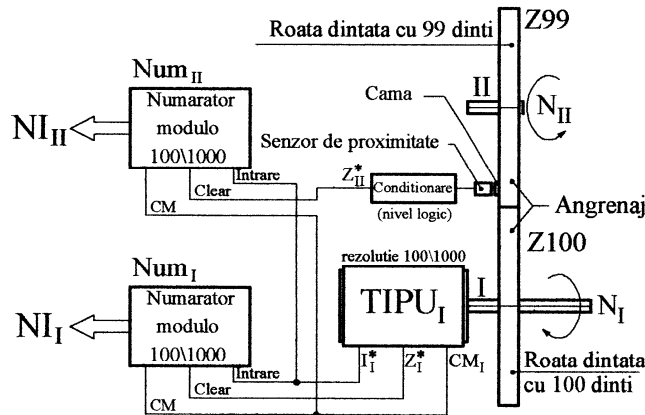 Roata dintata cu 99 dinti
Z99
Num_II
Numarator
modulo
100\1000
NI_II
Intrare
Clear
CM
Cama
II
N_II
Senzor de proximitate
Z*_II
Conditionare
(nivel logic)
Angrenaj
Z100
rezolutie 100\1000
TIPU_I
I
N_I
Num_I
Numarator
modulo
100\1000
NI_I
Intrare
Clear
CM
I*_I
Z*_I
CM_I
Roata dintata
cu 100 dinti